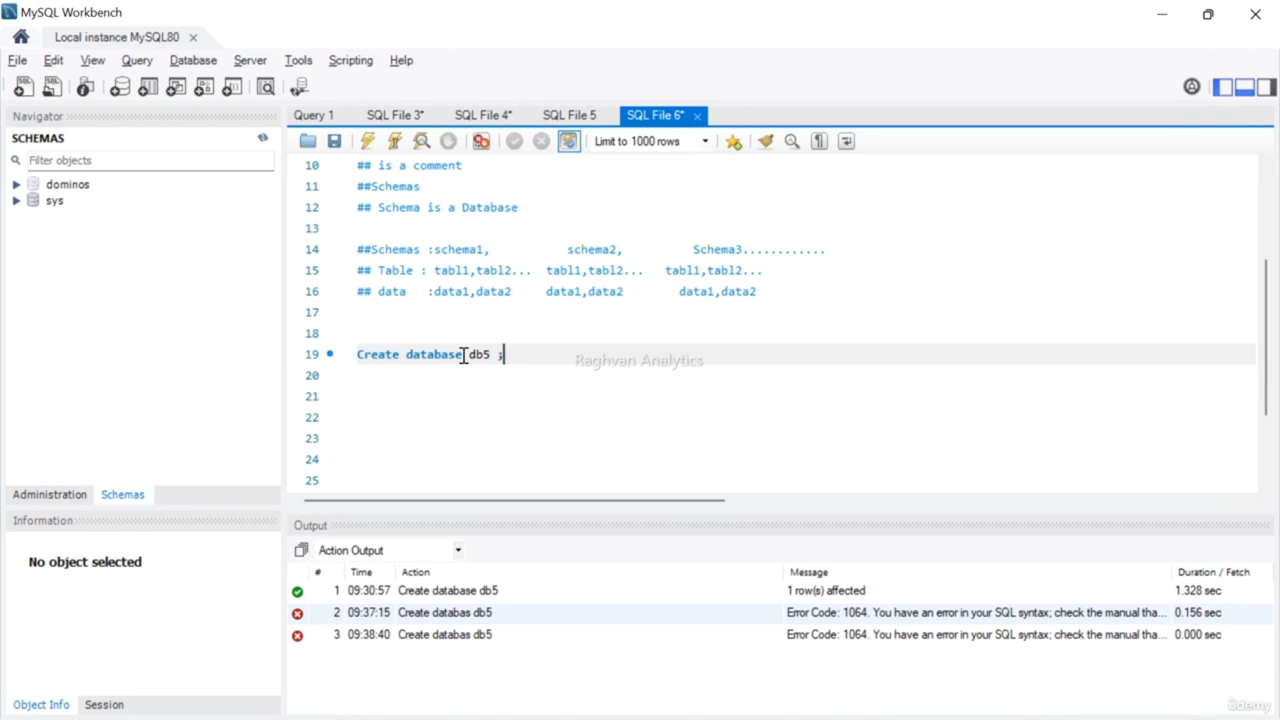 MySQL Workbench
Local instance MySQL80
File Edit View Query Database Server Tools Scripting Help
Navigator
SCHEMAS
Filter objects
dominos
sys
Administration Schemas
Information
No object selected
Object Info Session
Query 1 SQL File 3* SQL File 4* SQL File 5 SQL File 6*
Limit to 1000 rows
10 ## is a comment
11 ##Schemas
12 ## Schema is a Database
13
14 ##Schemas :schema1, schema2, Schema3............
15 ## Table : tabl1,tabl2... tabl1,tabl2... tabl1,tabl2...
16 ## data :data1,data2 data1,data2 data1,data2
17
18
19 Create database db5 ;
Raghvan Analytics
20
21
22
23
24
25
Output
Action Output
# Time Action Message Duration / Fetch
1 09:30:57 Create database db5 1 row(s) affected 1.328 sec
2 09:37:15 Create databas db5 Error Code: 1064. You have an error in your SQL syntax; check the manual tha... 0.156 sec
3 09:38:40 Create databas db5 Error Code: 1064. You have an error in your SQL syntax; check the manual tha... 0.000 sec
ûdemy